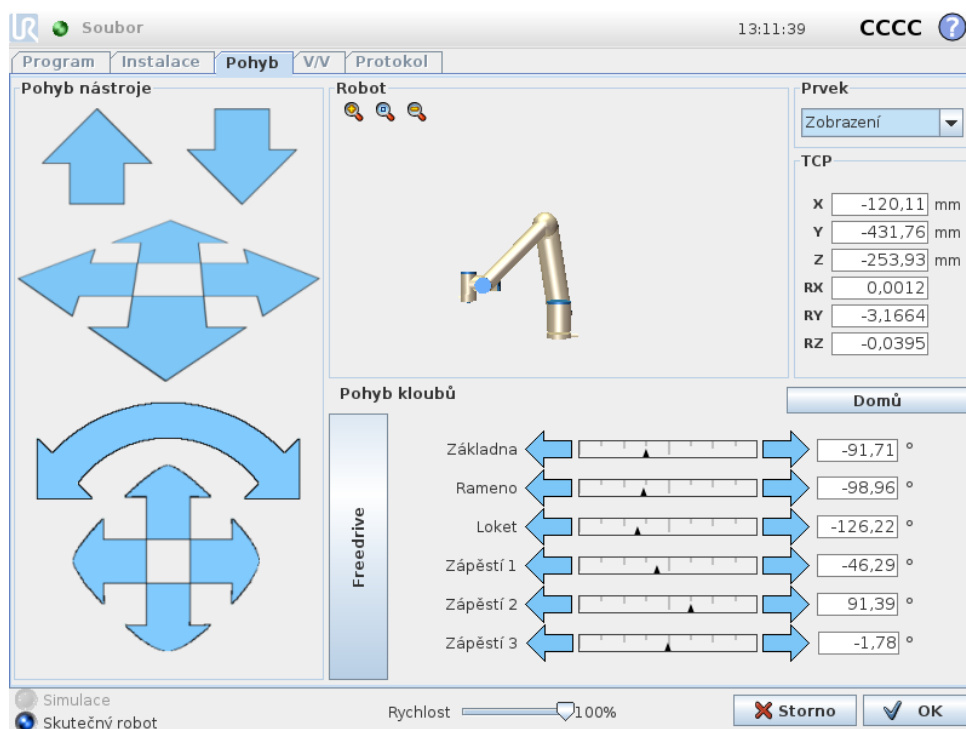 UR Soubor 13:11:39 CCCC ?
Program Instalace Pohyb V/V Protokol
Pohyb nástroje
Robot
Prvek
Zobrazení
TCP
X -120,11 mm
Y -431,76 mm
Z -253,93 mm
RX 0,0012
RY -3,1664
RZ -0,0395
Pohyb kloubů
Domů
Freedrive
Základna -91,71 °
Rameno -98,96 °
Loket -126,22 °
Zápěstí 1 -46,29 °
Zápěstí 2 91,39 °
Zápěstí 3 -1,78 °
Simulace
Skutečný robot
Rychlost 100%
Storno
OK